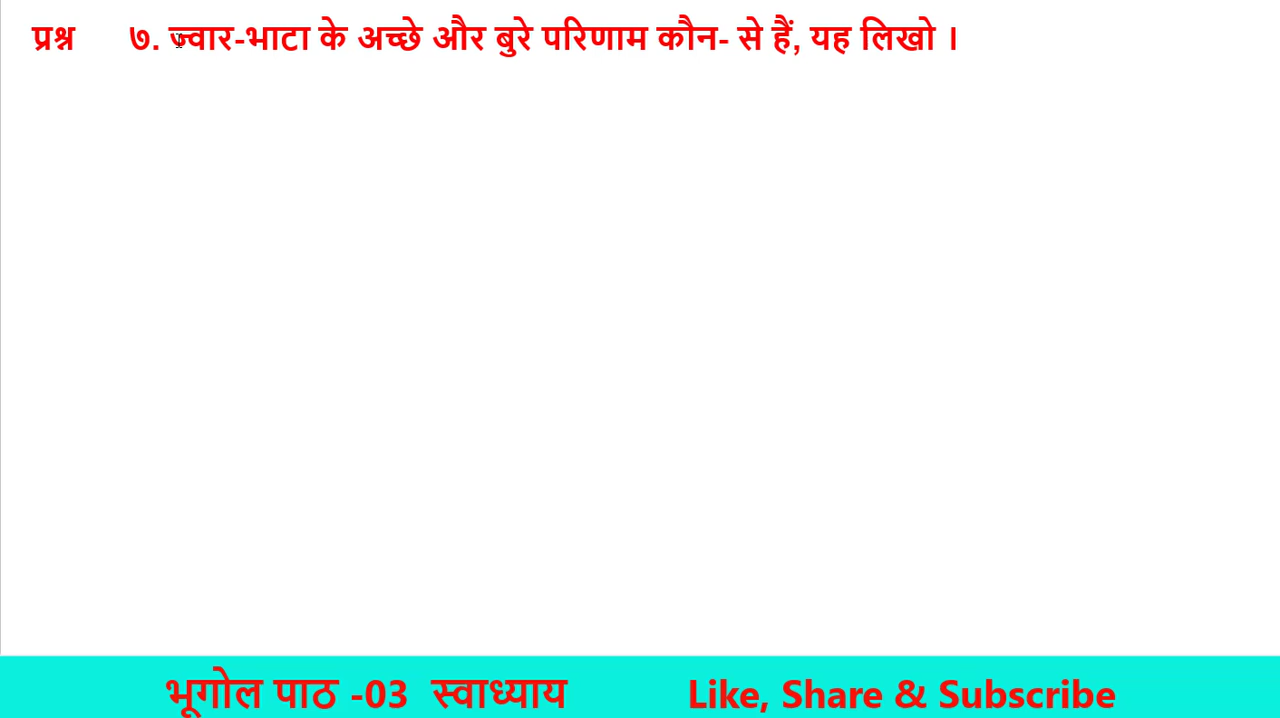 प्रश्न ७. ज्वार-भाटा के अच्छे और बुरे परिणाम कौन- से हैं, यह लिखो ।
भूगोल पाठ -03 स्वाध्याय Like, Share & Subscribe